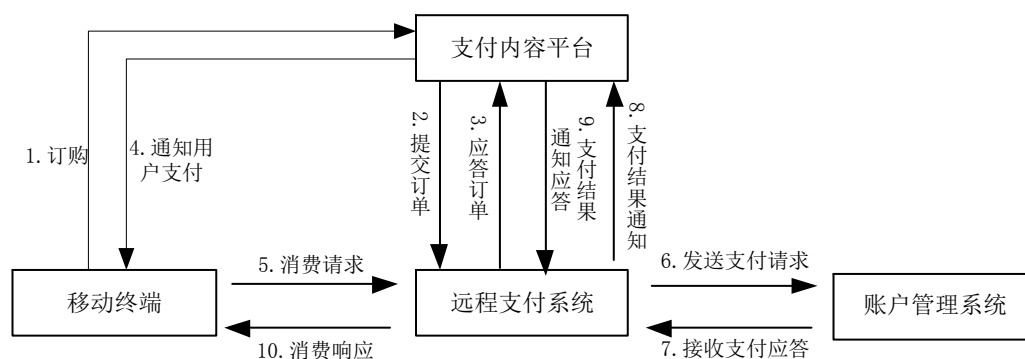 支付内容平台
1.订购
4.通知用
户支付
2.提交订单
3.应答订单
9.支付结果
通知应答
8.支付结果通知
5.消费请求
6.发送支付请求
移动终端
远程支付系统
账户管理系统
10.消费响应
7.接收支付应答